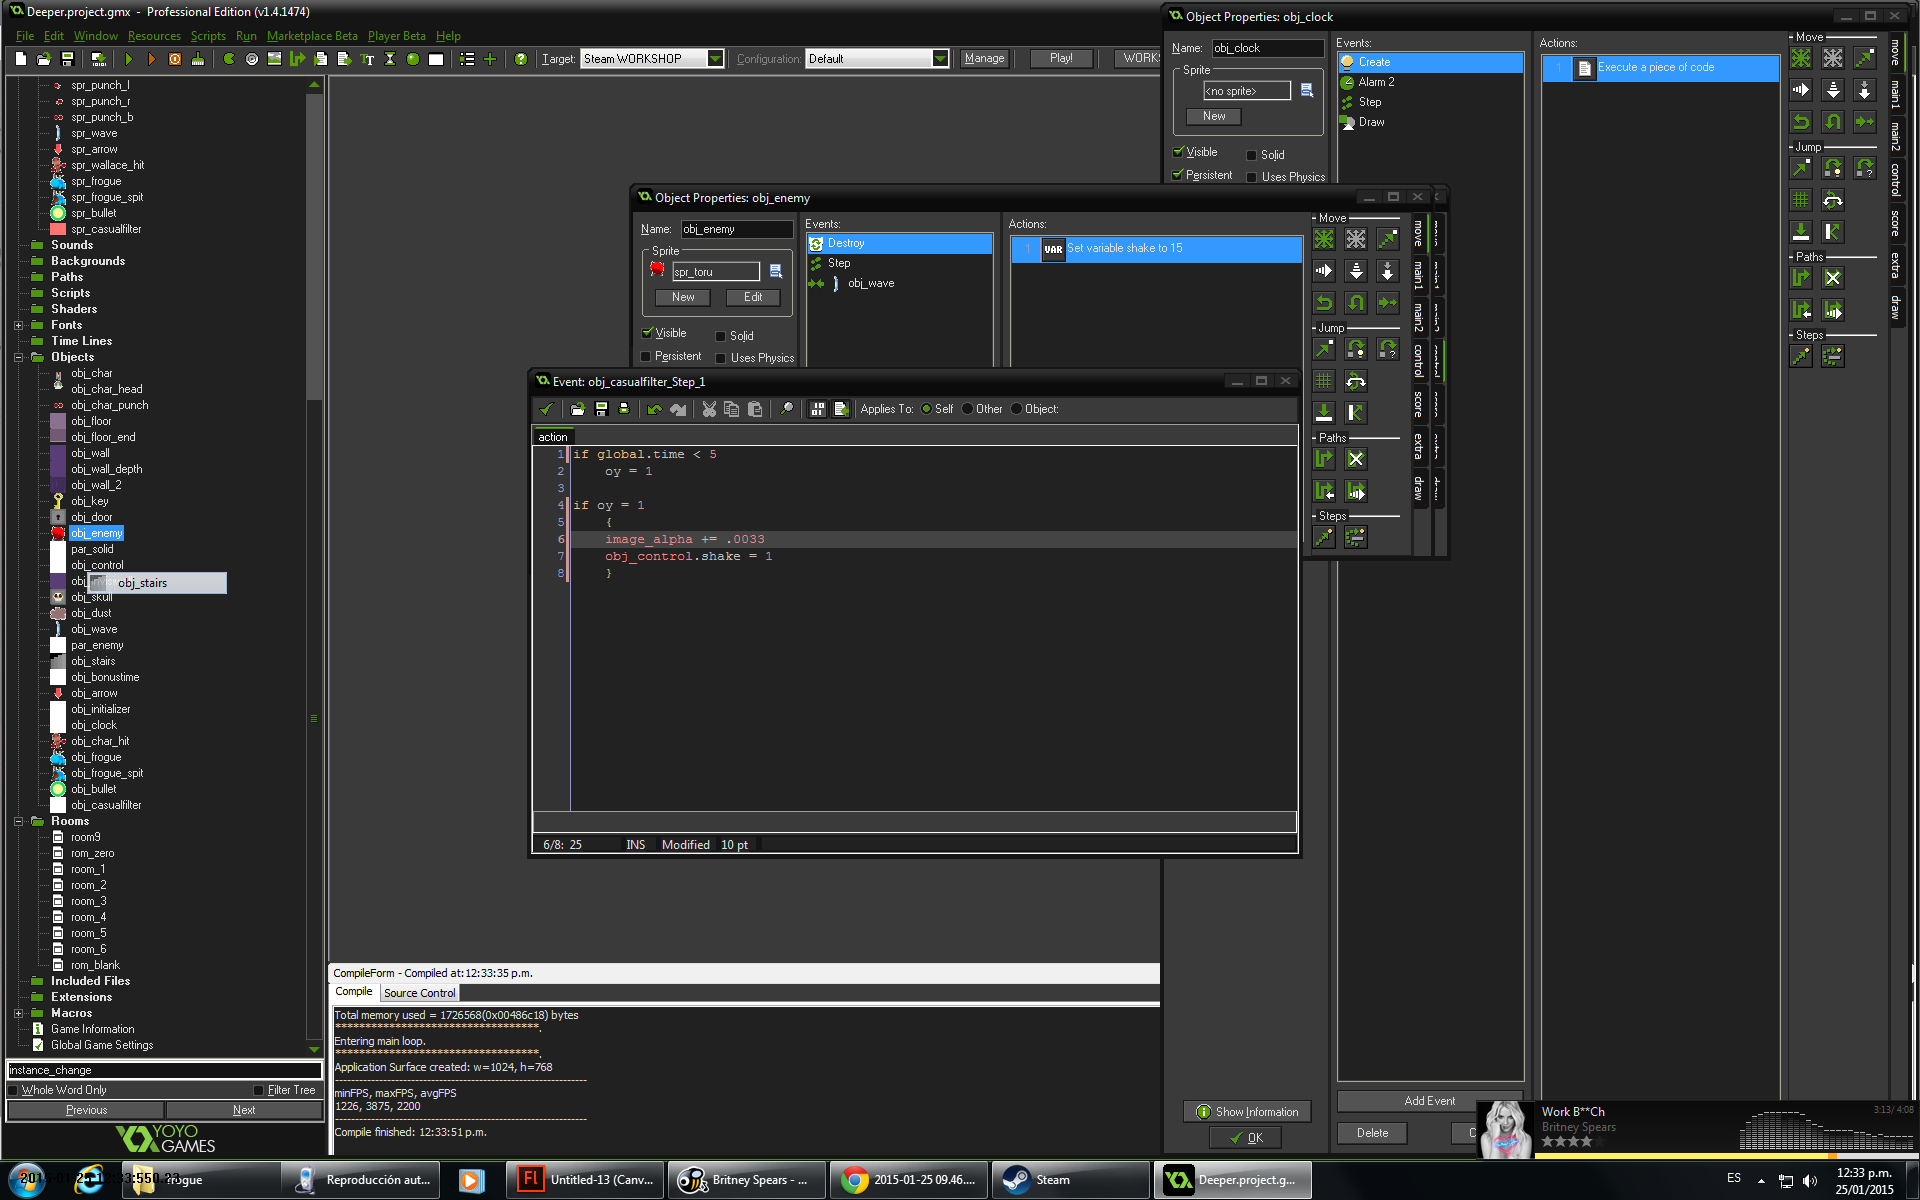 Deeper.project.gmx - Professional Edition (v1.4.1474)
File Edit Window Resources Scripts Run Marketplace Beta Player Beta Help
Target: Steam WORKSHOP Configuration: Default Manage Play! WORK
spr_punch_l
spr_punch_r
spr_punch_b
spr_wave
spr_arrow
spr_wallace_hit
spr_frogue
spr_frogue_spit
spr_bullet
spr_casualfilter
Sounds
Backgrounds
Paths
Scripts
Shaders
Fonts
Time Lines
Objects
obj_char
obj_char_head
obj_char_punch
obj_floor
obj_floor_end
obj_wall
obj_wall_depth
obj_wall_2
obj_key
obj_door
obj_enemy
par_solid
obj_control
obj_stairs
obj_skull
obj_dust
obj_wave
par_enemy
obj_stairs
obj_bonustime
obj_arrow
obj_initializer
obj_clock
obj_char_hit
obj_frogue
obj_frogue_spit
obj_bullet
obj_casualfilter
Rooms
room9
rom_zero
room_1
room_2
room_3
room_4
room_5
room_6
rom_blank
Included Files
Extensions
Macros
Game Information
Global Game Settings
instance_change
Whole Word Only Filter Tree
Previous Next
YOYO
GAMES
Object Properties: obj_clock
Name: obj_clock
Sprite
<no sprite>
New
Visible Solid
Persistent Uses Physics
Events:
Create
Alarm 2
Step
Draw
Actions:
1 Execute a piece of code
Move
Jump
Paths
Steps
move
main1
main2
control
score
extra
draw
Object Properties: obj_enemy
Name: obj_enemy
Sprite
spr_toru
New Edit
Visible Solid
Persistent Uses Physics
Events:
Destroy
Step
obj_wave
Actions:
1 VAR Set variable shake to 15
Move
Jump
Paths
Steps
move
main1
main2
control
score
extra
draw
Event: obj_casualfilter_Step_1
Applies To: Self Other Object:
action
1 if global.time < 5
2 oy = 1
3
4 if oy = 1
5 {
6 image_alpha += .0033
7 obj_control.shake = 1
8 }
6/8: 25 INS Modified 10 pt
CompileForm - Compiled at:12:33:35 p.m.
Compile Source Control
Total memory used = 1726568(0x00486c18) bytes
**********************************.
Entering main loop.
**********************************.
Application Surface created: w=1024, h=768
minFPS, maxFPS, avgFPS
1226, 3875, 2200
Compile finished: 12:33:51 p.m.
Show Information
OK
Add Event
Delete
Work B**Ch
Britney Spears
★★★★
3:13/ 4:08
Reproducción aut...
Untitled-13 (Canv...
Britney Spears - ...
2015-01-25 09.46....
Steam
Deeper.project.g...
ES
12:33 p.m.
25/01/2015